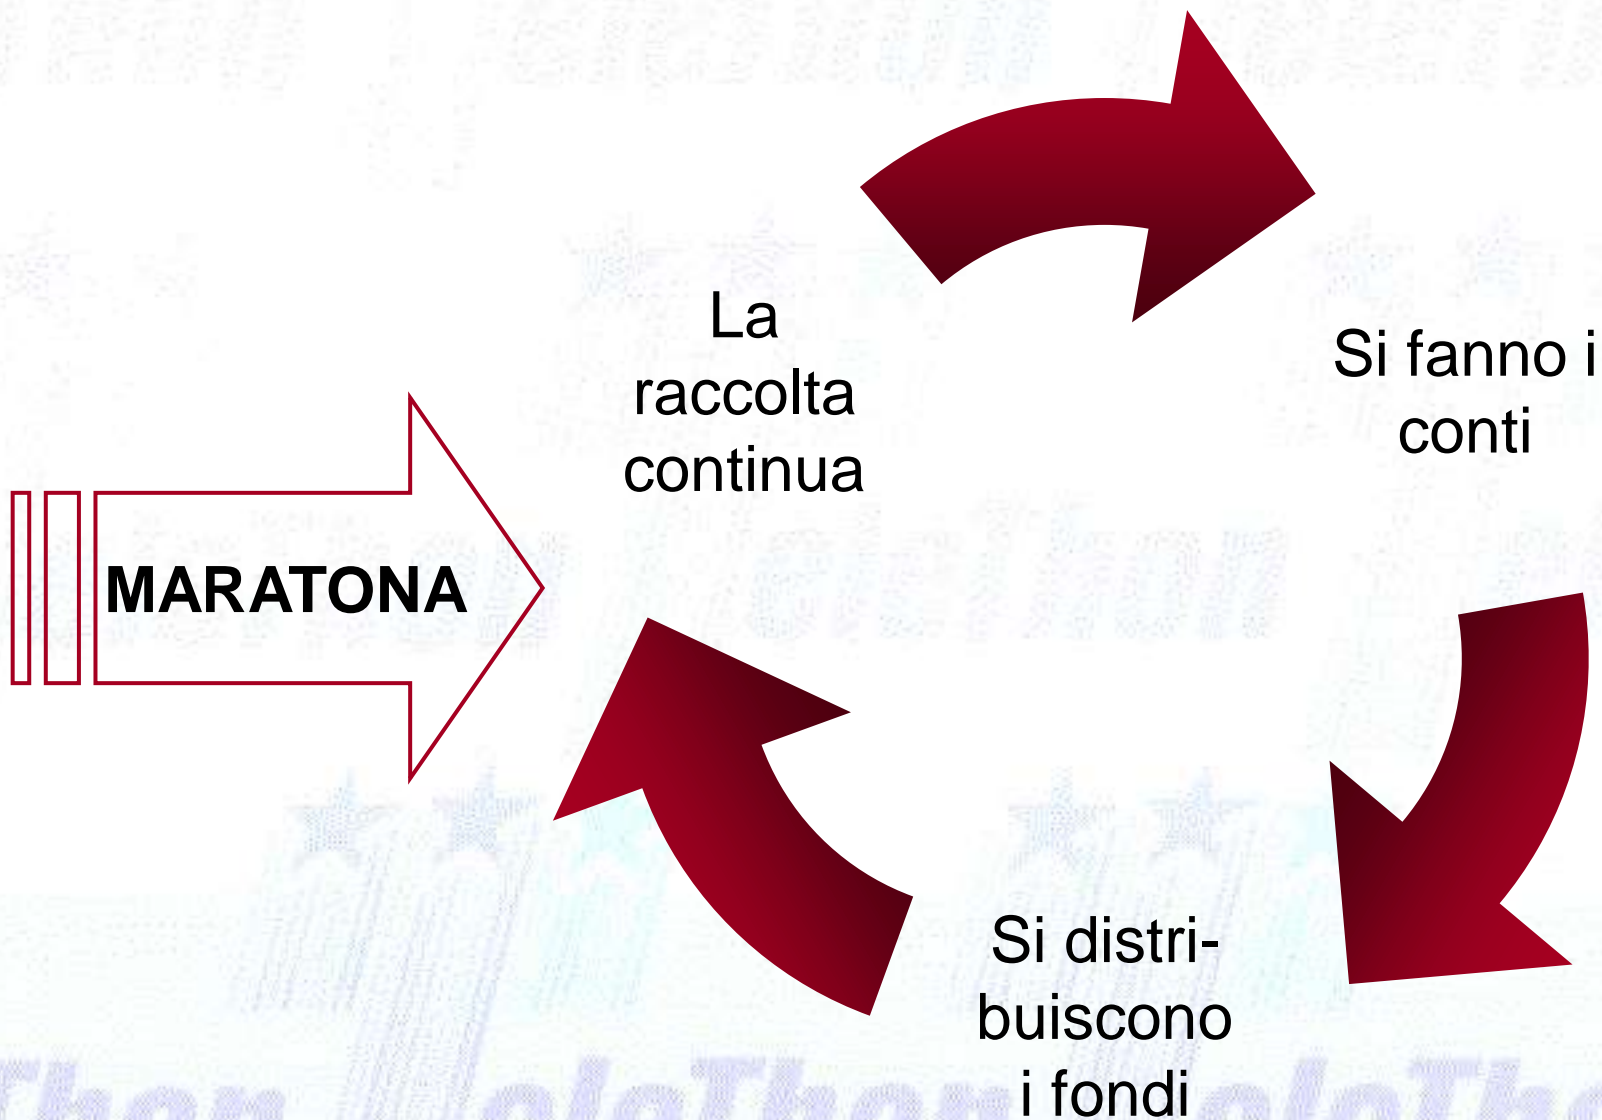 La
raccolta
continua
Si fanno i
conti
MARATONA
Si distri-
buiscono
i fondi